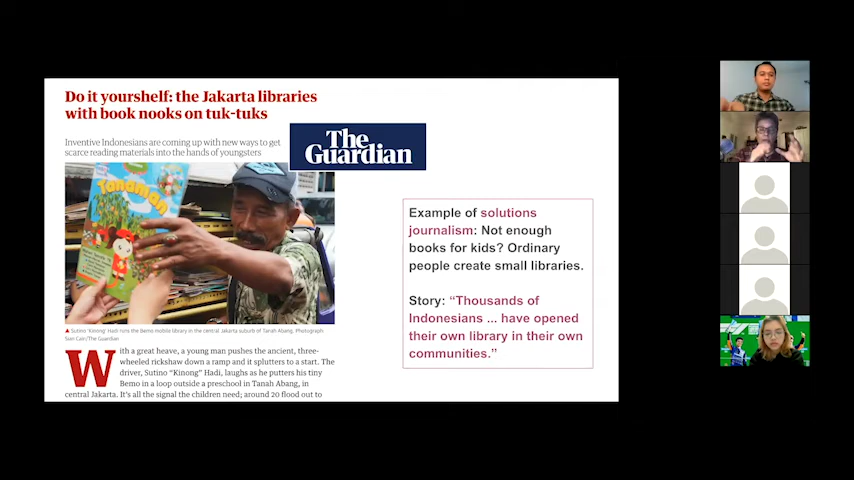 Do it yourshelf: the Jakarta libraries
with book nooks on tuk-tuks
Inventive Indonesians are coming up with new ways to get
scarce reading materials into the hands of youngsters
The
Guardian
Tanaman
Sutino 'Kinong' Hadi runs the Bemo mobile library in the central Jakarta suburb of Tanah Abang. Photograph:
Sian Cain/The Guardian
With a great heave, a young man pushes the ancient, three-
wheeled rickshaw down a ramp and it splutters to a start. The
driver, Sutino “Kinong” Hadi, laughs as he putters his tiny
Bemo in a loop outside a preschool in Tanah Abang, in
central Jakarta. It's all the signal the children need; around 20 flood out to
Example of solutions
journalism: Not enough
books for kids? Ordinary
people create small libraries.
Story: “Thousands of
Indonesians ... have opened
their own library in their own
communities.”